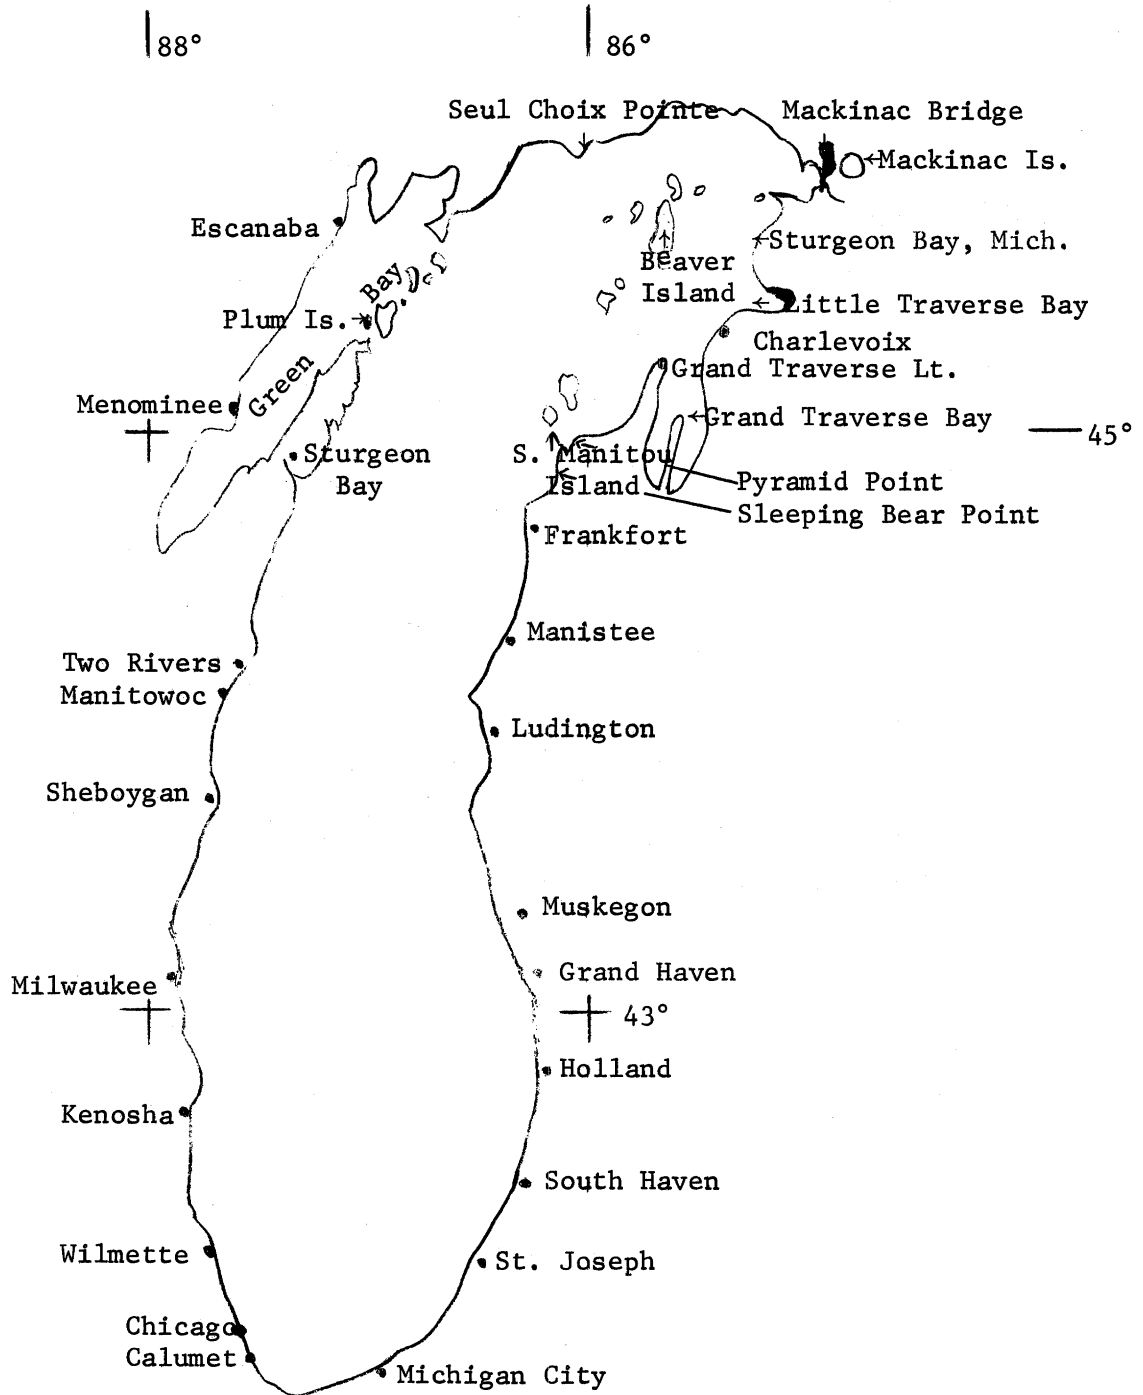 88° 86°
Seul Choix Pointe
Mackinac Bridge
←Mackinac Is.
Escanaba
←Sturgeon Bay, Mich.
Beaver
Island
Green Bay
Plum Is.→
←Little Traverse Bay
Charlevoix
Grand Traverse Lt.
Menominee
←Grand Traverse Bay
45°
Sturgeon
Bay
S. Manitou
Island
Pyramid Point
Sleeping Bear Point
Frankfort
Manistee
Two Rivers
Manitowoc
Ludington
Sheboygan
Muskegon
Grand Haven
Milwaukee
43°
Holland
Kenosha
South Haven
Wilmette
St. Joseph
Chicago
Calumet
Michigan City